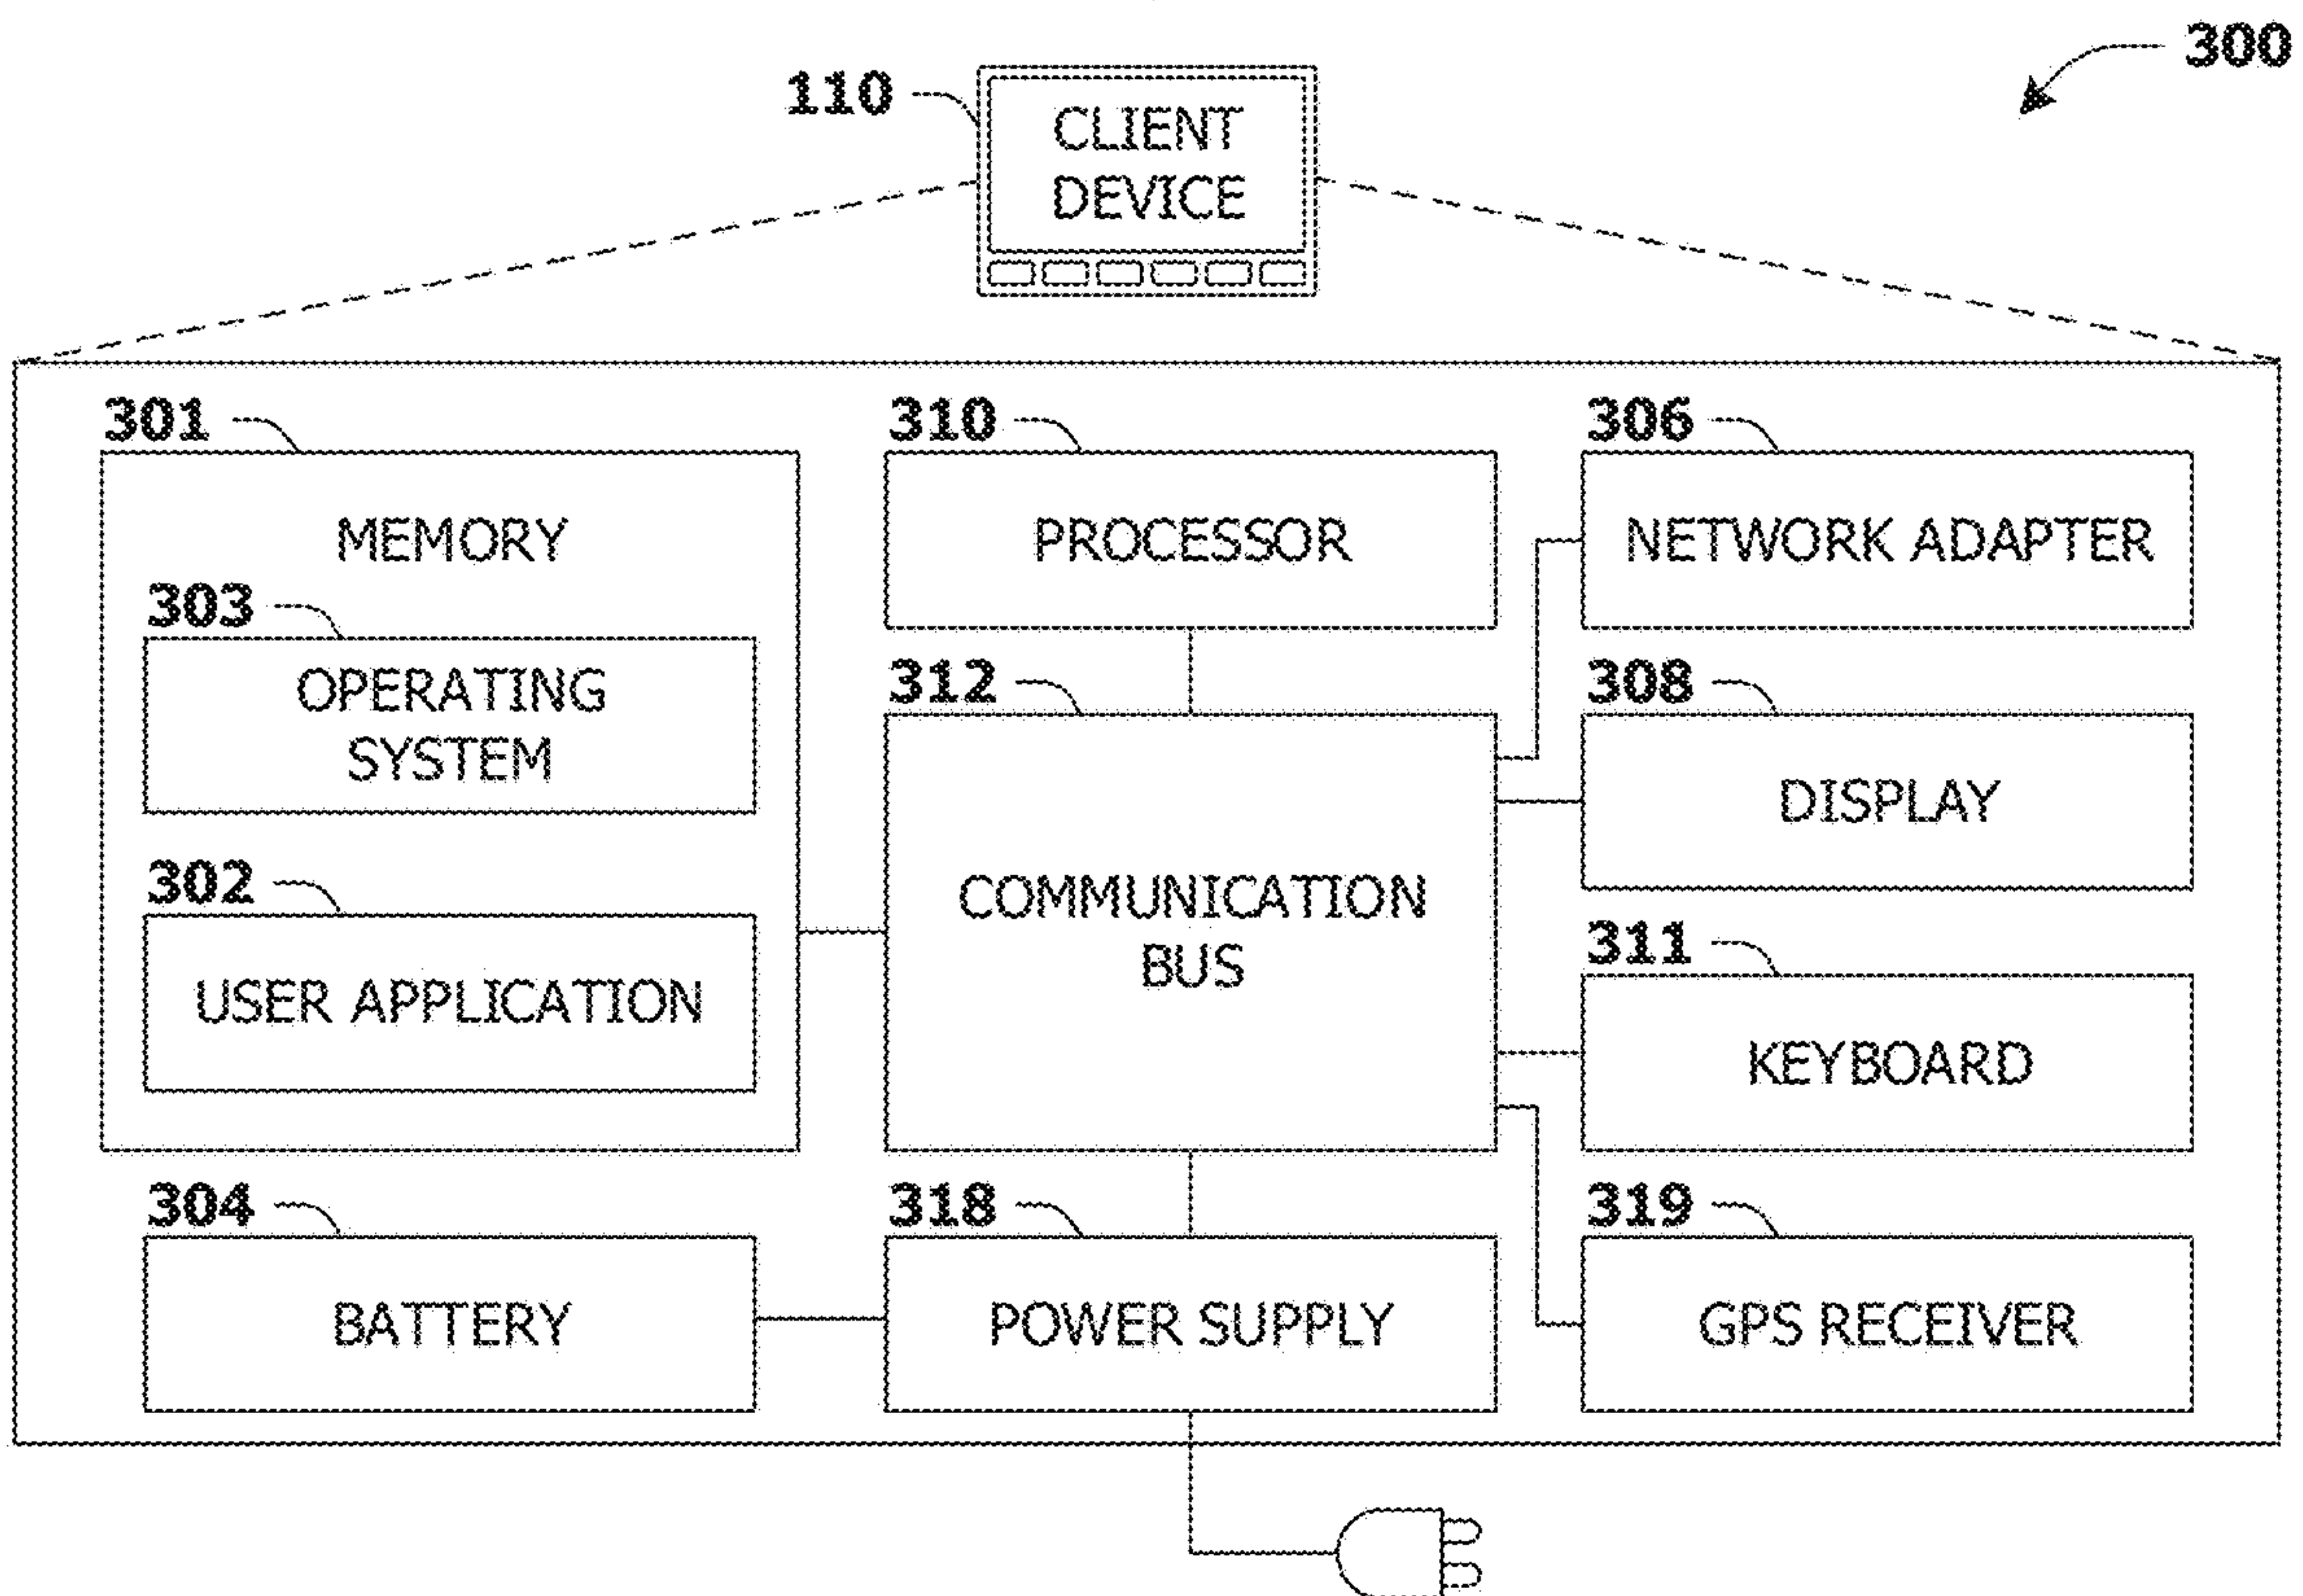 300
110
CLIENT
DEVICE
301
MEMORY
303
OPERATING
SYSTEM
302
USER APPLICATION
304
BATTERY
310
PROCESSOR
312
COMMUNICATION
BUS
318
POWER SUPPLY
306
NETWORK ADAPTER
308
DISPLAY
311
KEYBOARD
319
GPS RECEIVER